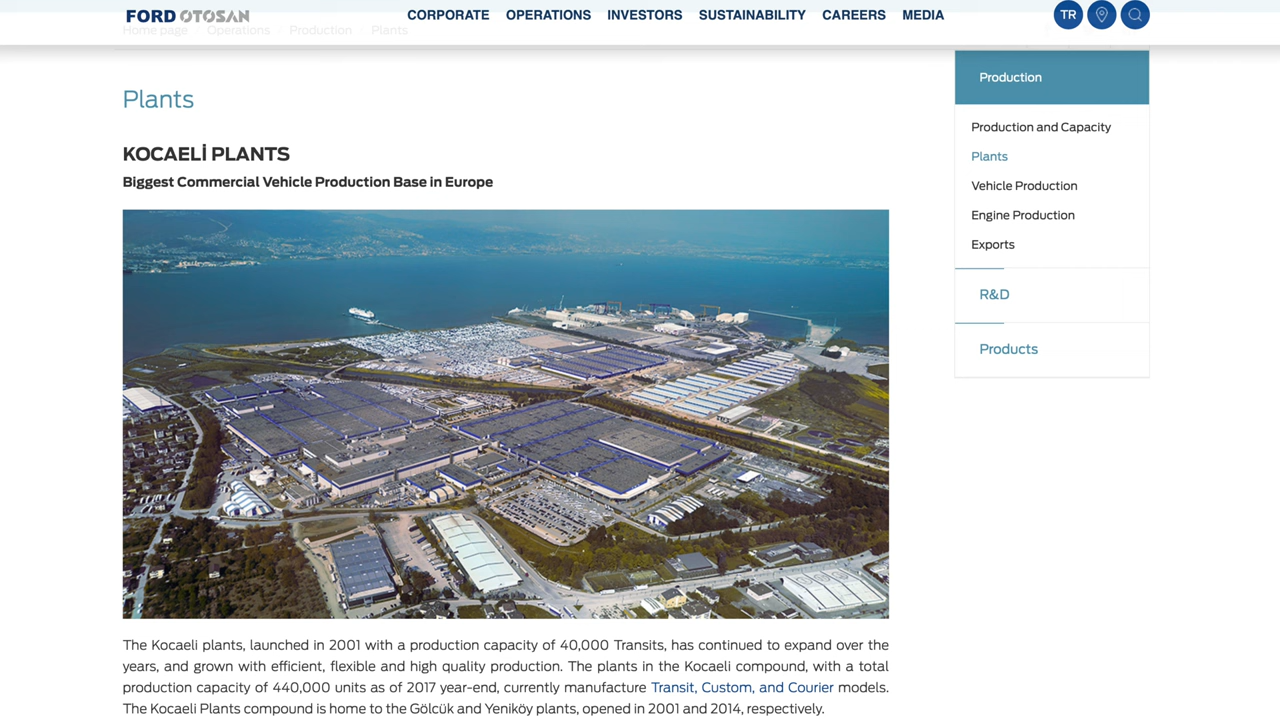 FORD OTOSAN
CORPORATE OPERATIONS INVESTORS SUSTAINABILITY CAREERS MEDIA
TR
Home page Operations Production Plants
Production
Production and Capacity
Plants
Vehicle Production
Engine Production
Exports
R&D
Products
Plants
KOCAELİ PLANTS
Biggest Commercial Vehicle Production Base in Europe
The Kocaeli plants, launched in 2001 with a production capacity of 40,000 Transits, has continued to expand over the
years, and grown with efficient, flexible and high quality production. The plants in the Kocaeli compound, with a total
production capacity of 440,000 units as of 2017 year-end, currently manufacture Transit, Custom, and Courier models.
The Kocaeli Plants compound is home to the Gölcük and Yeniköy plants, opened in 2001 and 2014, respectively.